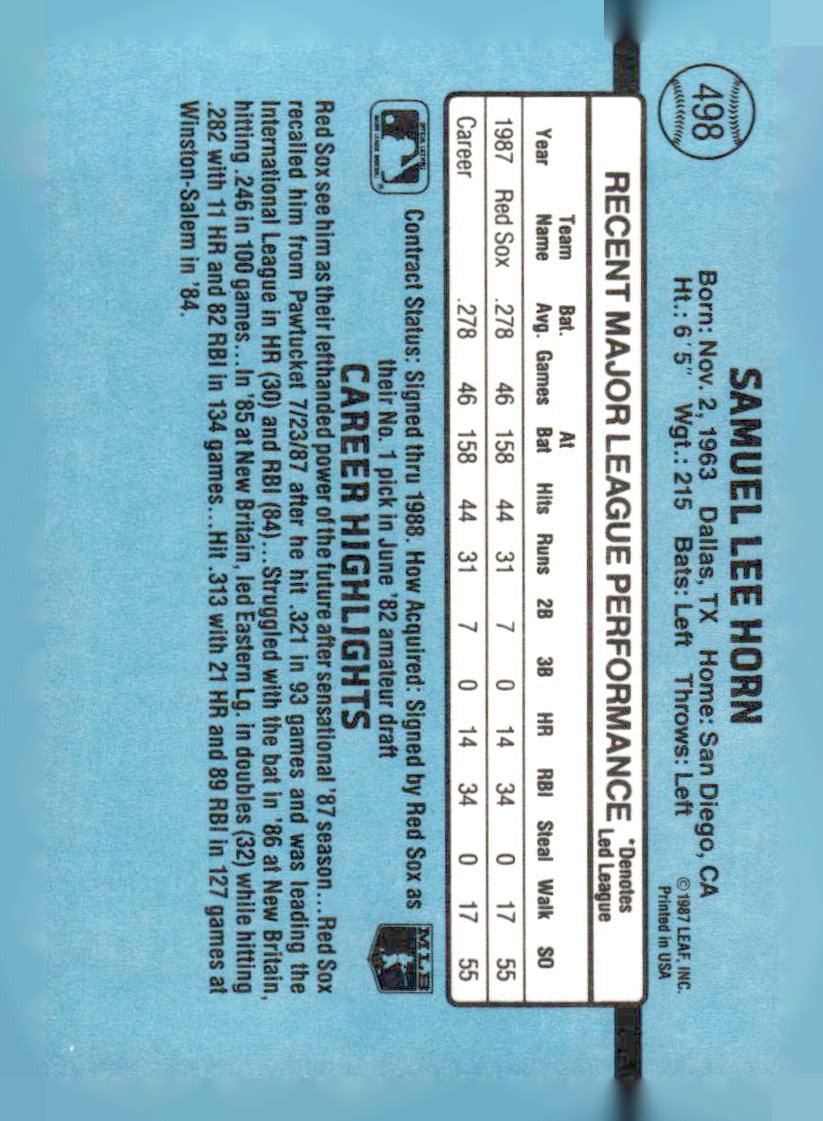 498
SAMUEL LEE HORN
Born: Nov. 2, 1963 Dallas, TX Home: San Diego, CA
Ht.: 6'5" Wgt.: 215 Bats: Left Throws: Left
©1987 LEAF, INC.
Printed in USA
RECENT MAJOR LEAGUE PERFORMANCE *Denotes Led League
Year Team Name Bat. Avg. Games At Bat Hits Runs 2B 3B HR RBI Steal Walk SO
1987 Red Sox .278 46 158 44 31 7 0 14 34 0 17 55
Career .278 46 158 44 31 7 0 14 34 0 17 55
Contract Status: Signed thru 1988. How Acquired: Signed by Red Sox as
their No. 1 pick in June '82 amateur draft
MLB
CAREER HIGHLIGHTS
Red Sox see him as their lefthanded power of the future after sensational '87 season...Red Sox
recalled him from Pawtucket 7/23/87 after he hit .321 in 93 games and was leading the
International League in HR (30) and RBI (84)...Struggled with the bat in '86 at New Britain,
hitting .246 in 100 games...In '85 at New Britain, led Eastern Lg. in doubles (32) while hitting
.282 with 11 HR and 82 RBI in 134 games...Hit .313 with 21 HR and 89 RBI in 127 games at
Winston-Salem in '84.